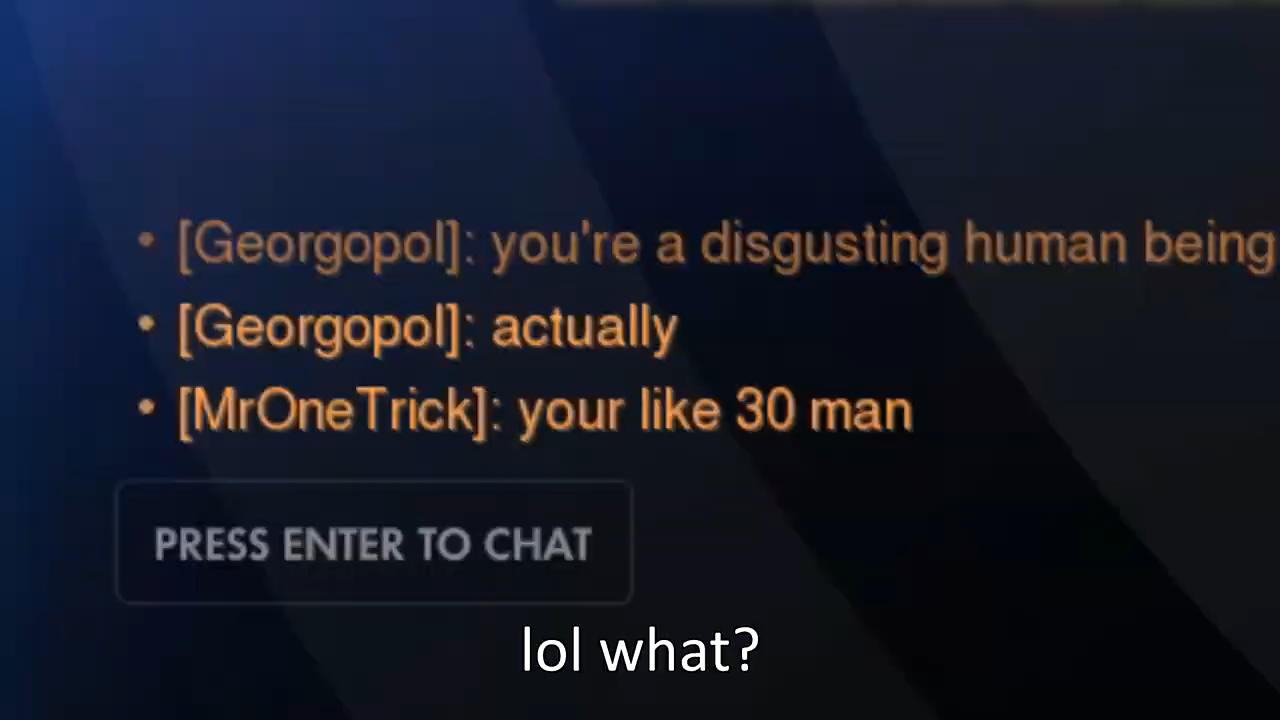 • [Georgopol]: you're a disgusting human being
• [Georgopol]: actually
• [MrOneTrick]: your like 30 man
PRESS ENTER TO CHAT
lol what?